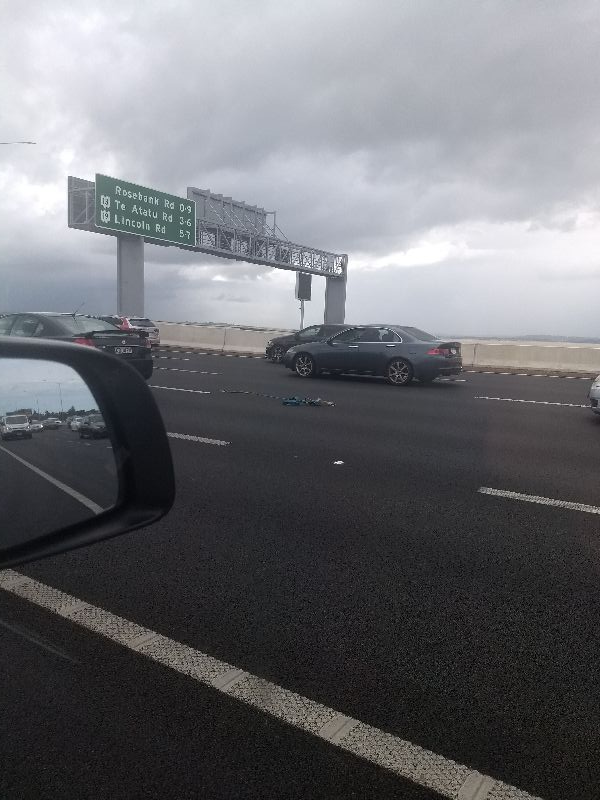 Rosebank Rd 0·9
Te Atatu Rd 3·6
Lincoln Rd 5·7